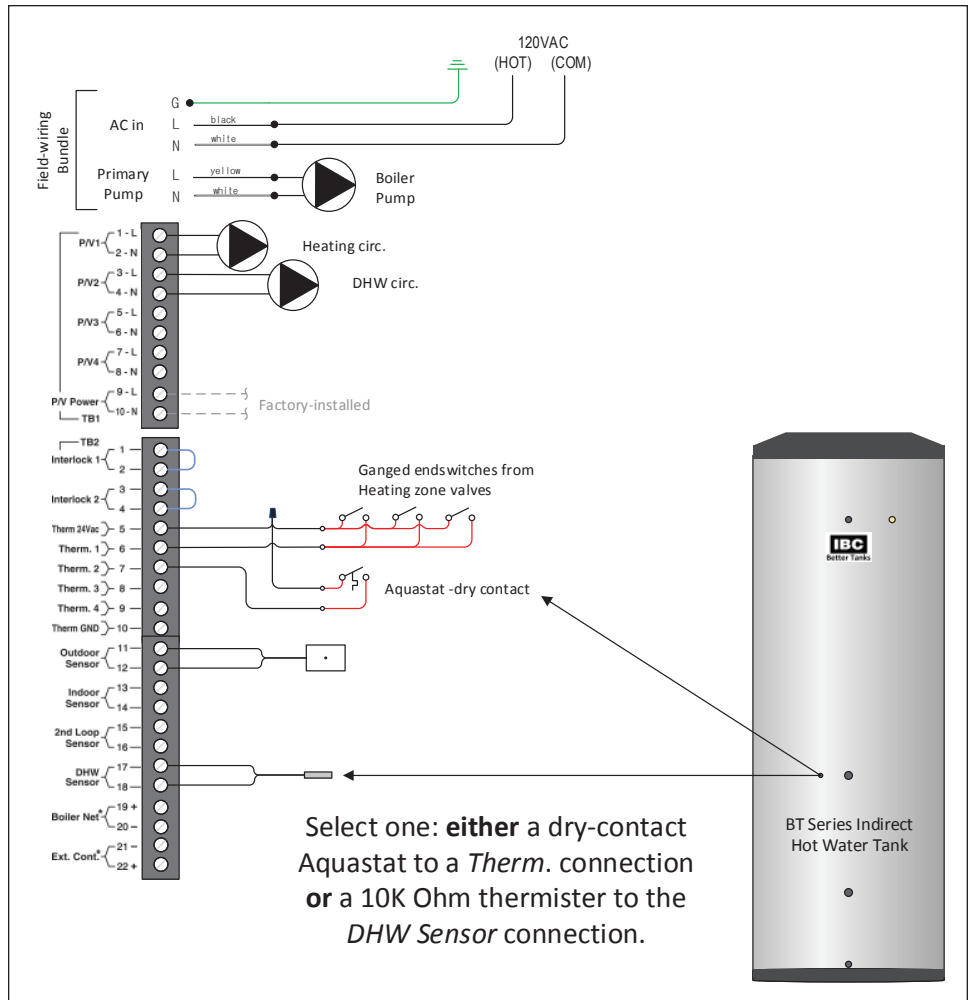 120VAC
(HOT) (COM)
Field-wiring
Bundle
G
AC in
L black
N white
Primary
Pump
L yellow
N white
Boiler
Pump
P/V1
1 - L
2 - N
Heating circ.
P/V2
3 - L
4 - N
DHW circ.
P/V3
5 - L
6 - N
P/V4
7 - L
8 - N
P/V Power
9 - L
10 - N
Factory-installed
TB1
TB2
Interlock 1
1
2
Interlock 2
3
4
Ganged endswitches from
Heating zone valves
Therm 24Vac 5
Therm. 1 6
Therm. 2 7
Therm. 3 8
Therm. 4 9
Therm GND 10
Aquastat -dry contact
Outdoor
Sensor
11
12
Indoor
Sensor
13
14
2nd Loop
Sensor
15
16
DHW
Sensor
17
18
Boiler Net*
19 +
20 –
Ext. Cont.*
21 –
22 +
IBC
Better Tanks
BT Series Indirect
Hot Water Tank
Select one: either a dry-contact
Aquastat to a Therm. connection
or a 10K Ohm thermister to the
DHW Sensor connection.